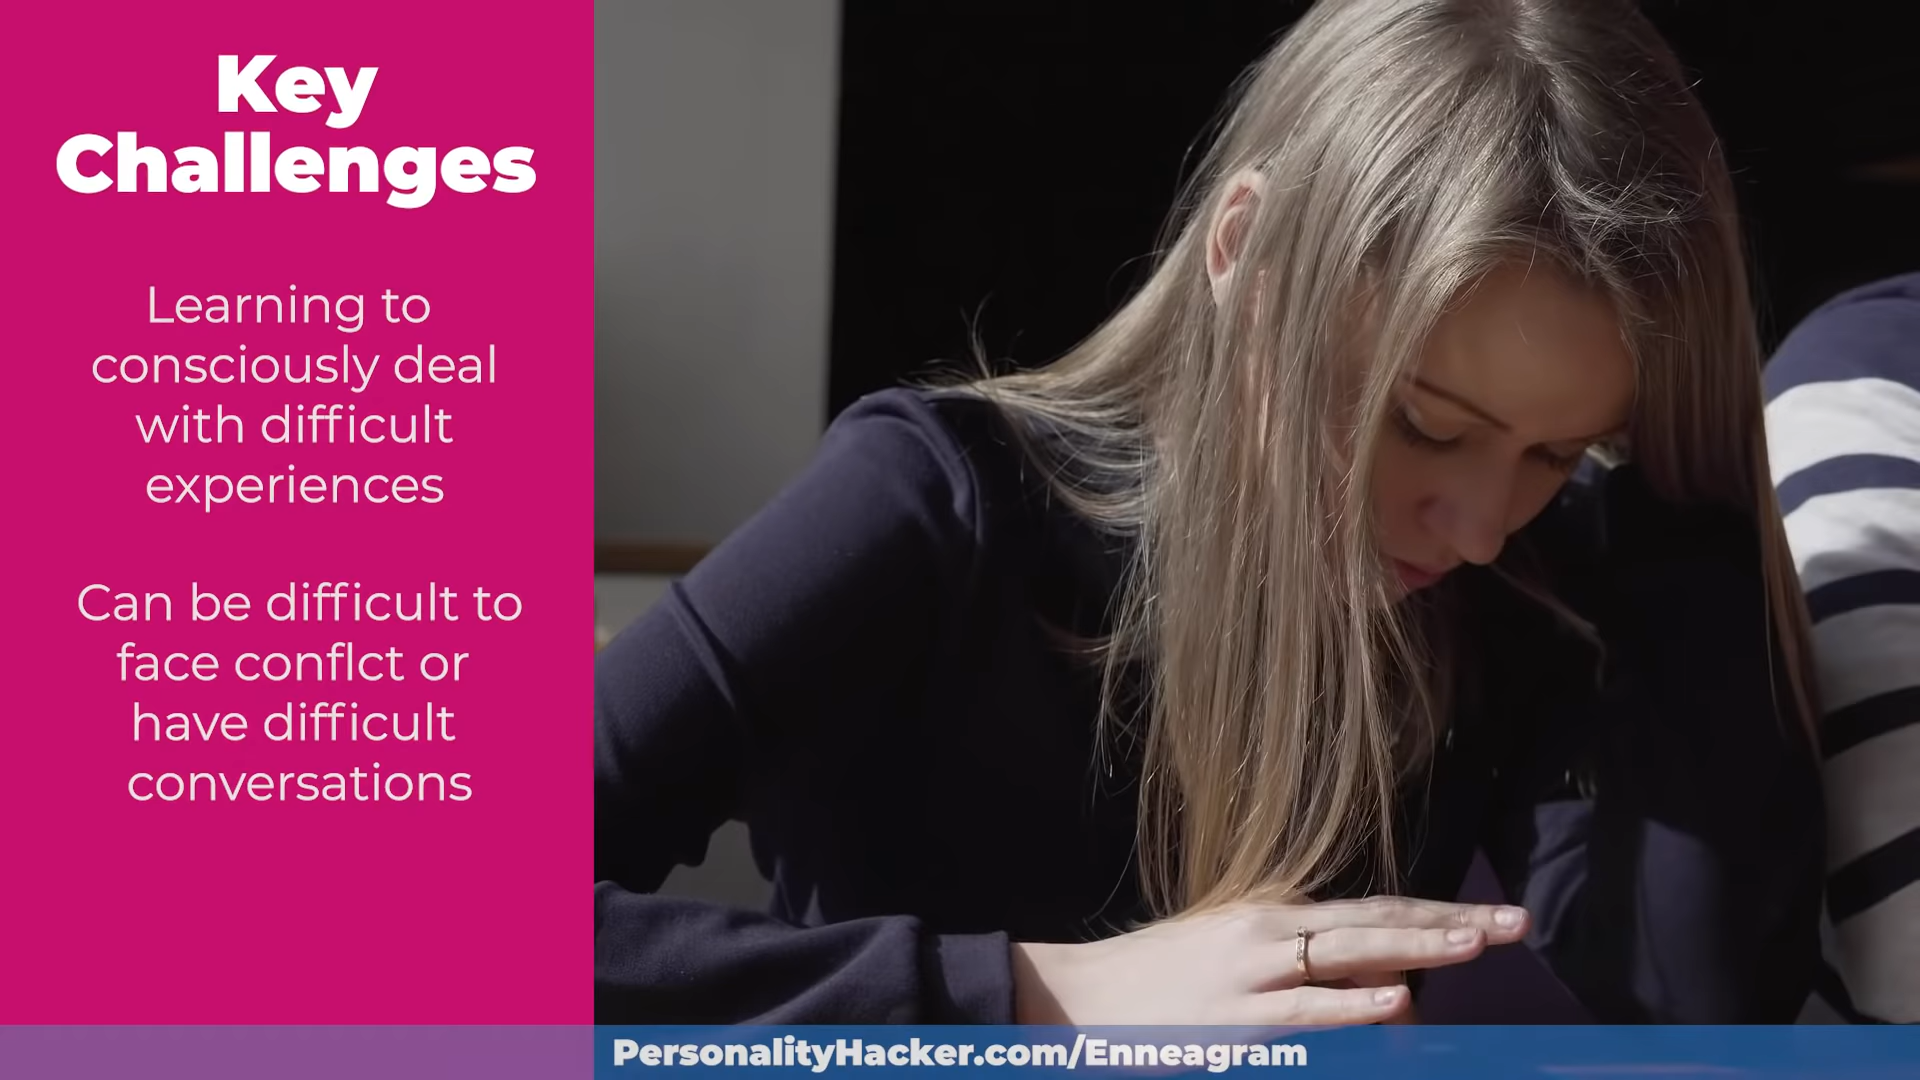 Key
Challenges
Learning to
consciously deal
with difficult
experiences
Can be difficult to
face conflct or
have difficult
conversations
PersonalityHacker.com/Enneagram